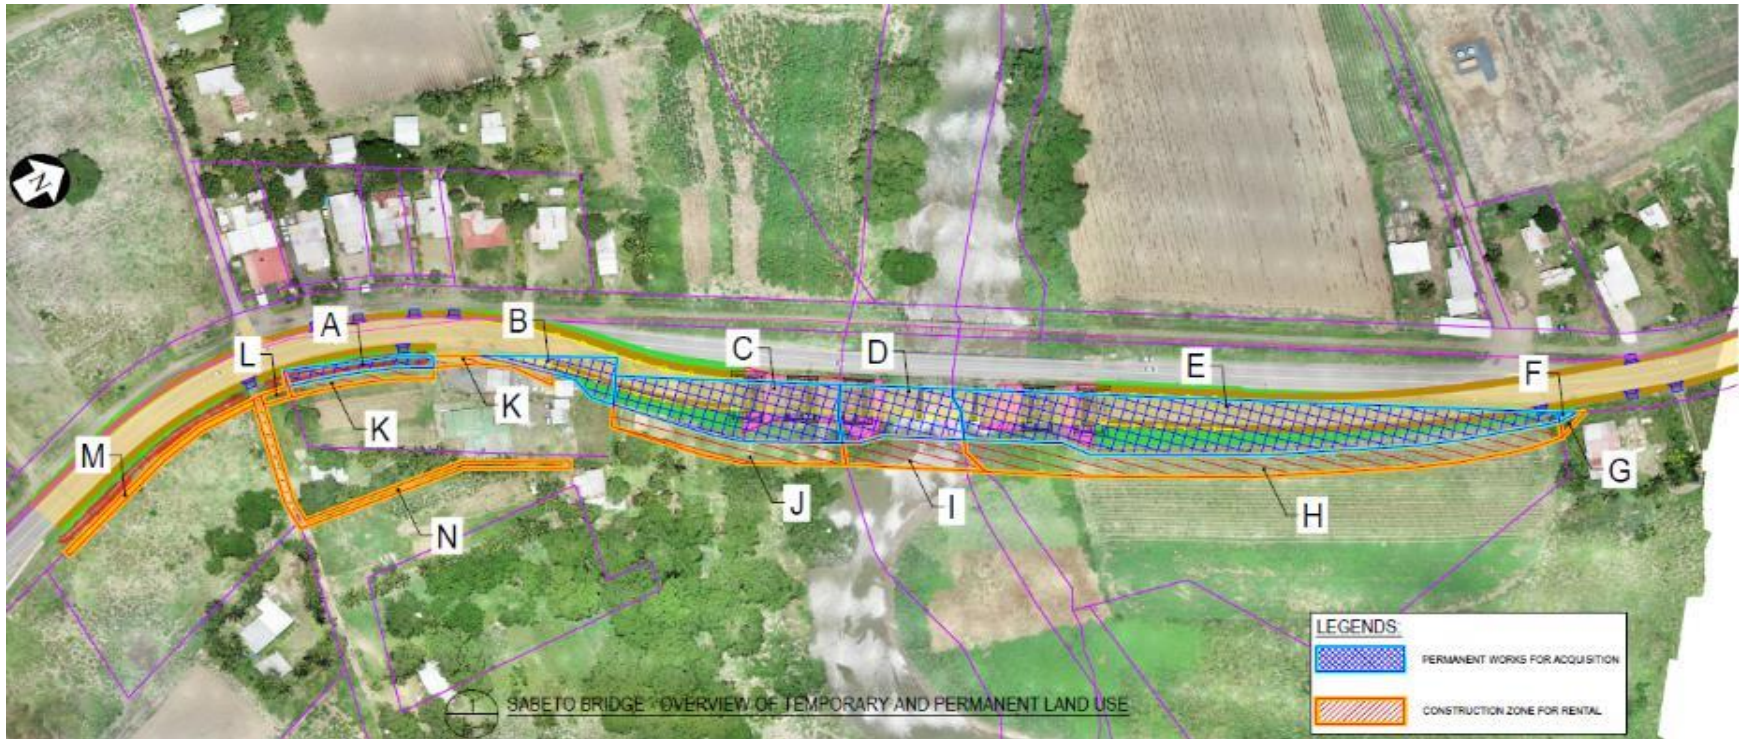 N
A
B
L
C
D
E
F
K
K
M
G
J
I
H
N
LEGENDS:
PERMANENT WORKS FOR ACQUISITION
CONSTRUCTION ZONE FOR RENTAL
1
SABETO BRIDGE - OVERVIEW OF TEMPORARY AND PERMANENT LAND USE